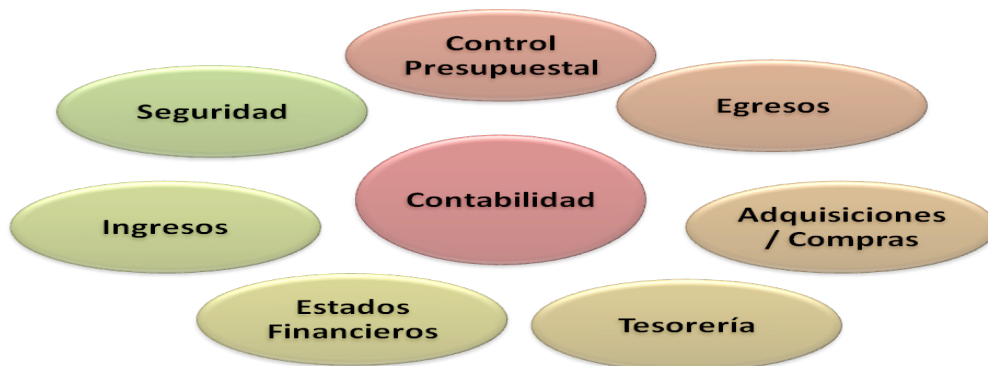 Control
Presupuestal
Seguridad
Egresos
Contabilidad
Ingresos
Adquisiciones
/ Compras
Estados
Financieros
Tesorería